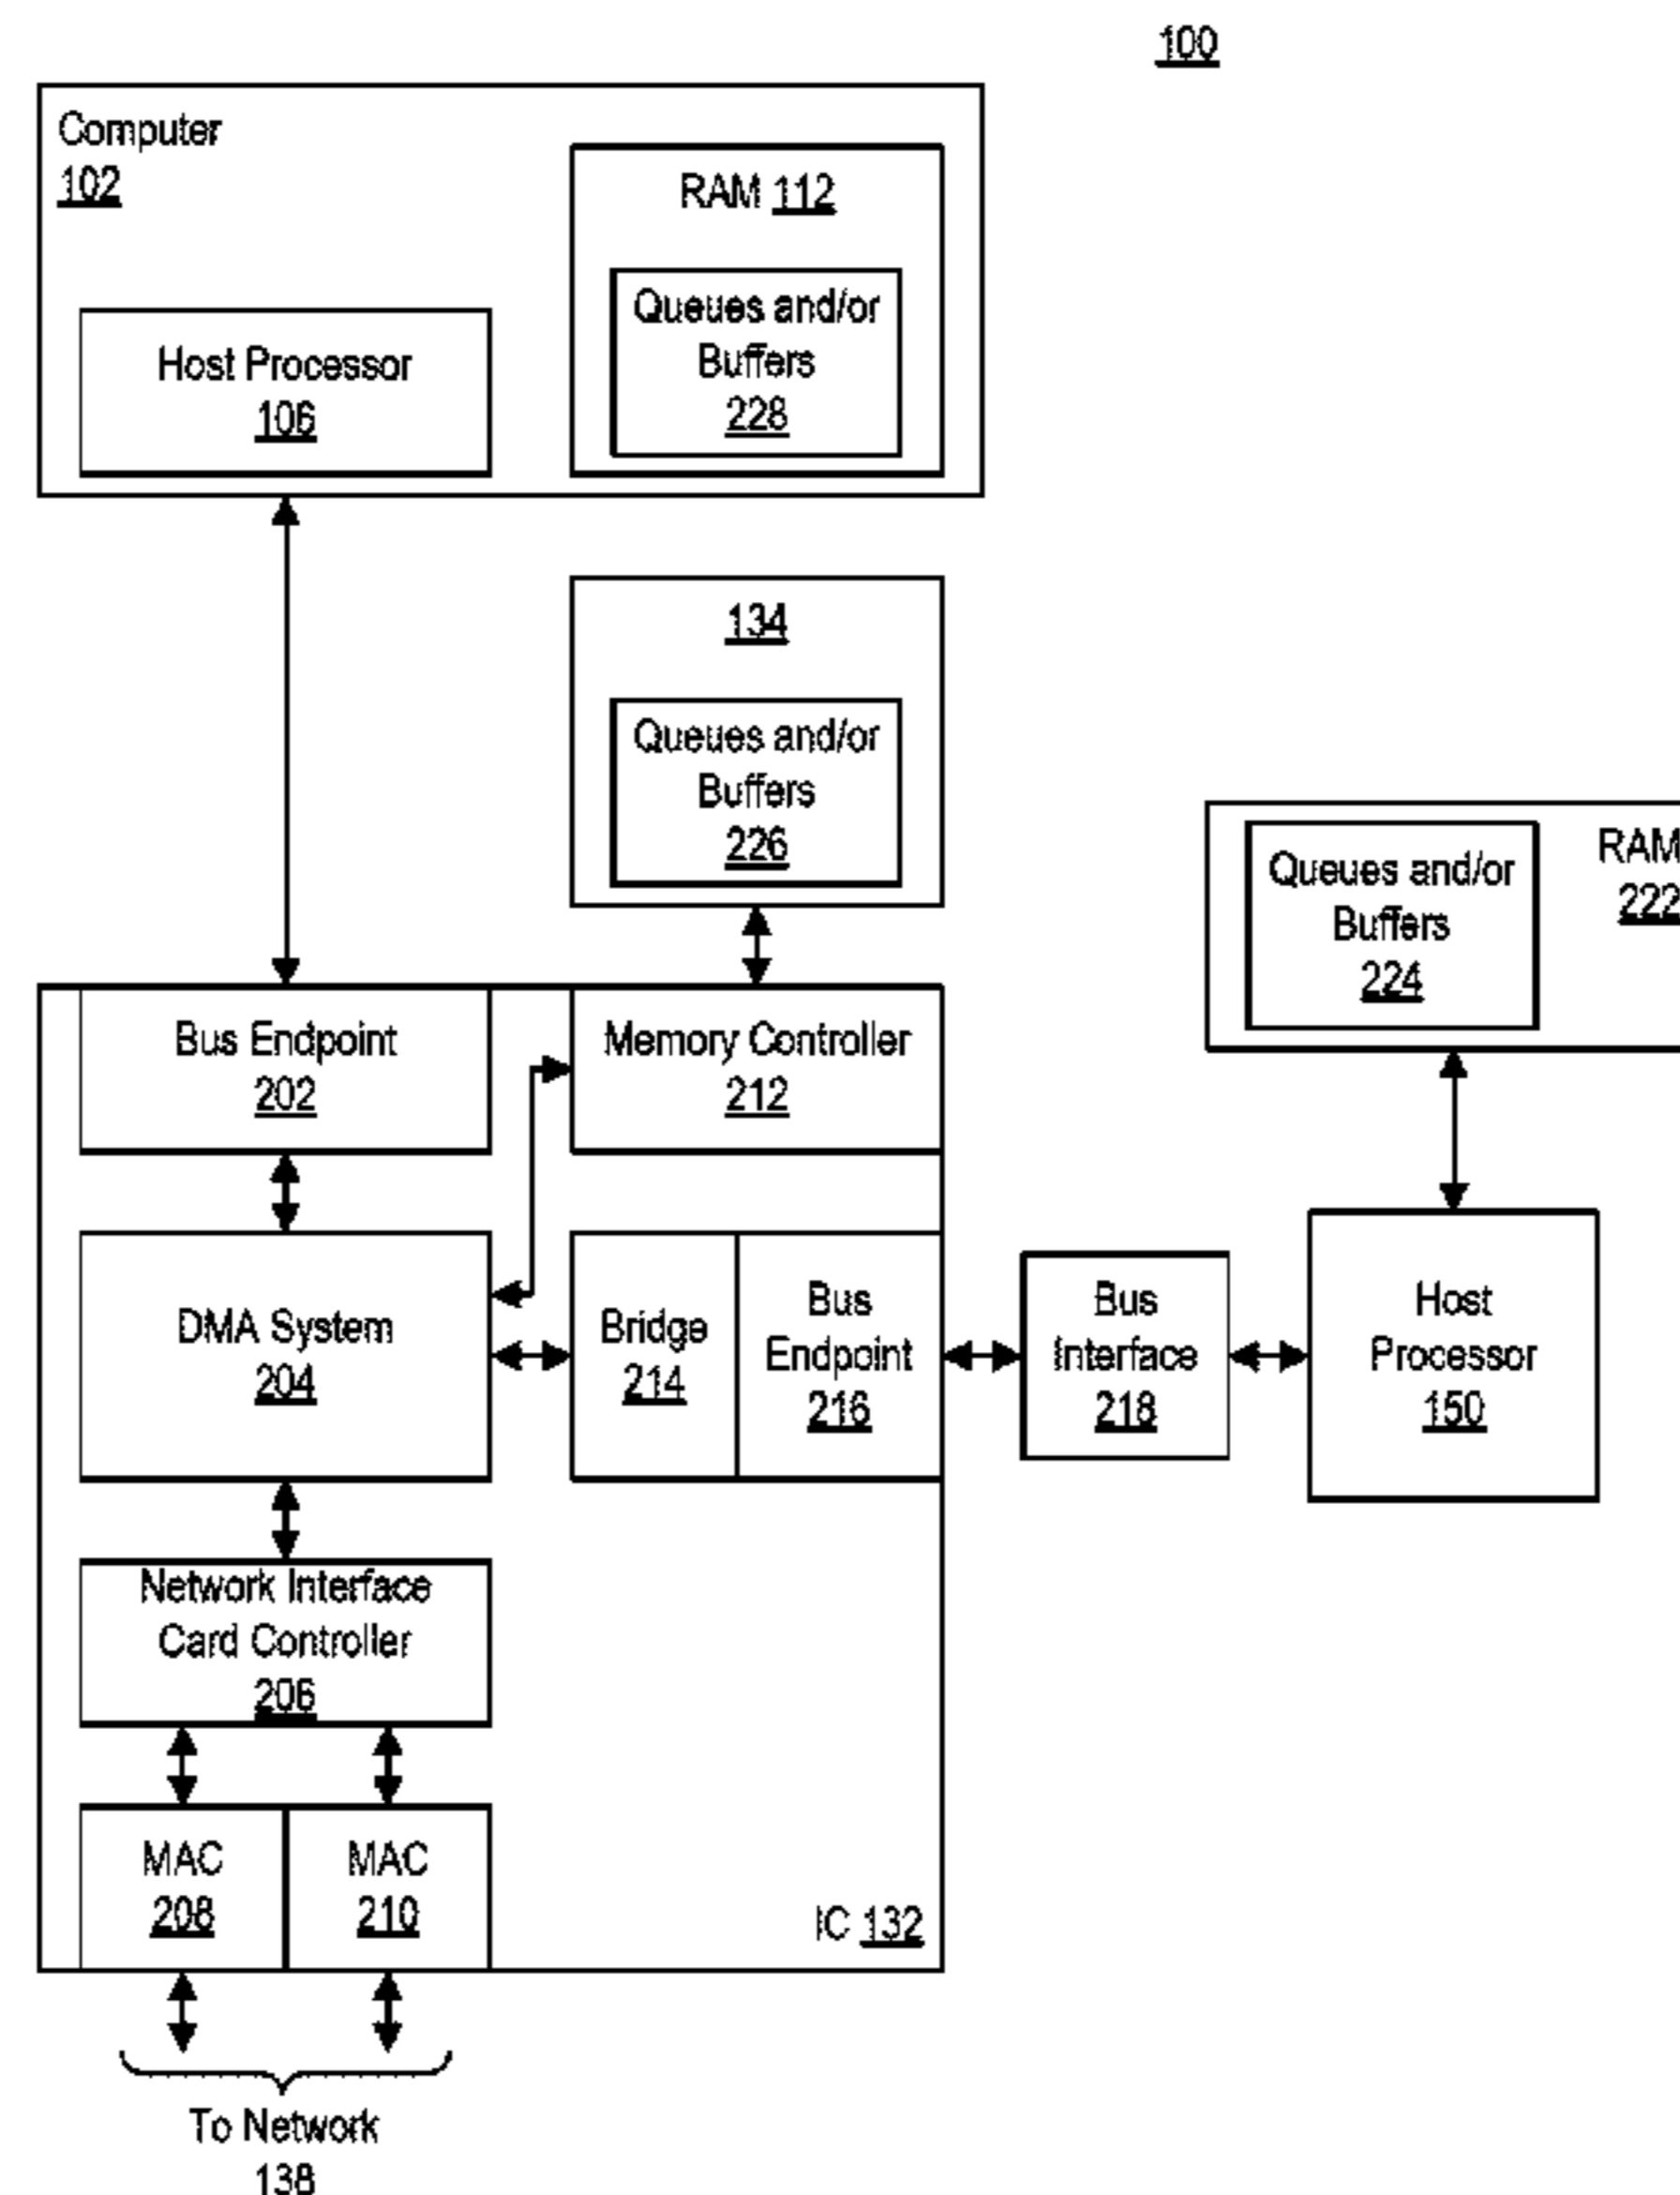 100
Computer
102
RAM 112
Queues and/or
Buffers
228
Host Processor
106
134
Queues and/or
Buffers
226
Queues and/or
Buffers
224
RAM
222
Bus Endpoint
202
Memory Controller
212
DMA System
204
Bridge
214
Bus
Endpoint
216
Bus
Interface
218
Host
Processor
150
Network Interface
Card Controller
206
MAC
208
MAC
210
IC 132
To Network
138